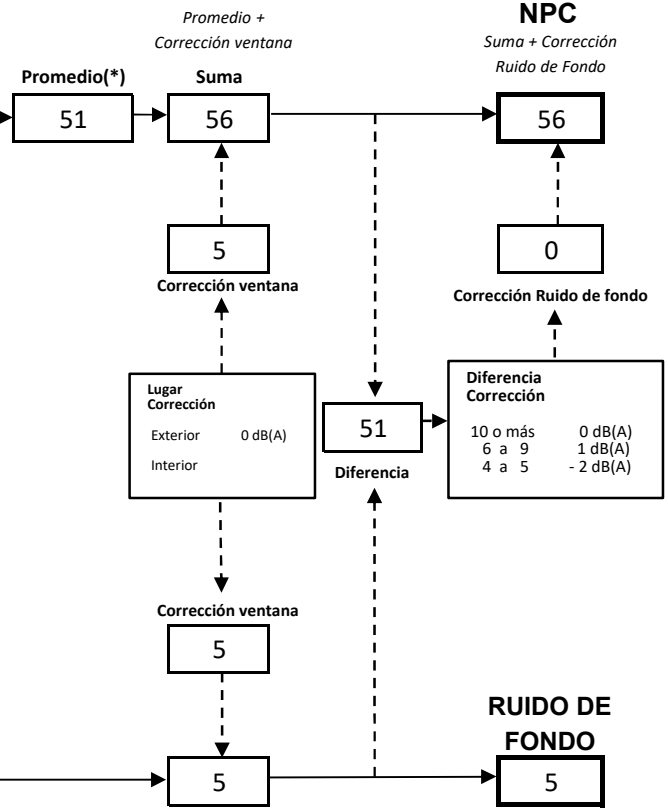 Promedio +
Corrección ventana
NPC
Suma + Corrección
Ruido de Fondo
Promedio(*)
Suma
51
56
56
5
0
Corrección ventana
Corrección Ruido de fondo
Lugar
Corrección
Exterior 0 dB(A)
Interior
51
Diferencia
Diferencia
Corrección
10 o más 0 dB(A)
6 a 9 1 dB(A)
4 a 5 - 2 dB(A)
Corrección ventana
5
RUIDO DE
FONDO
5
5